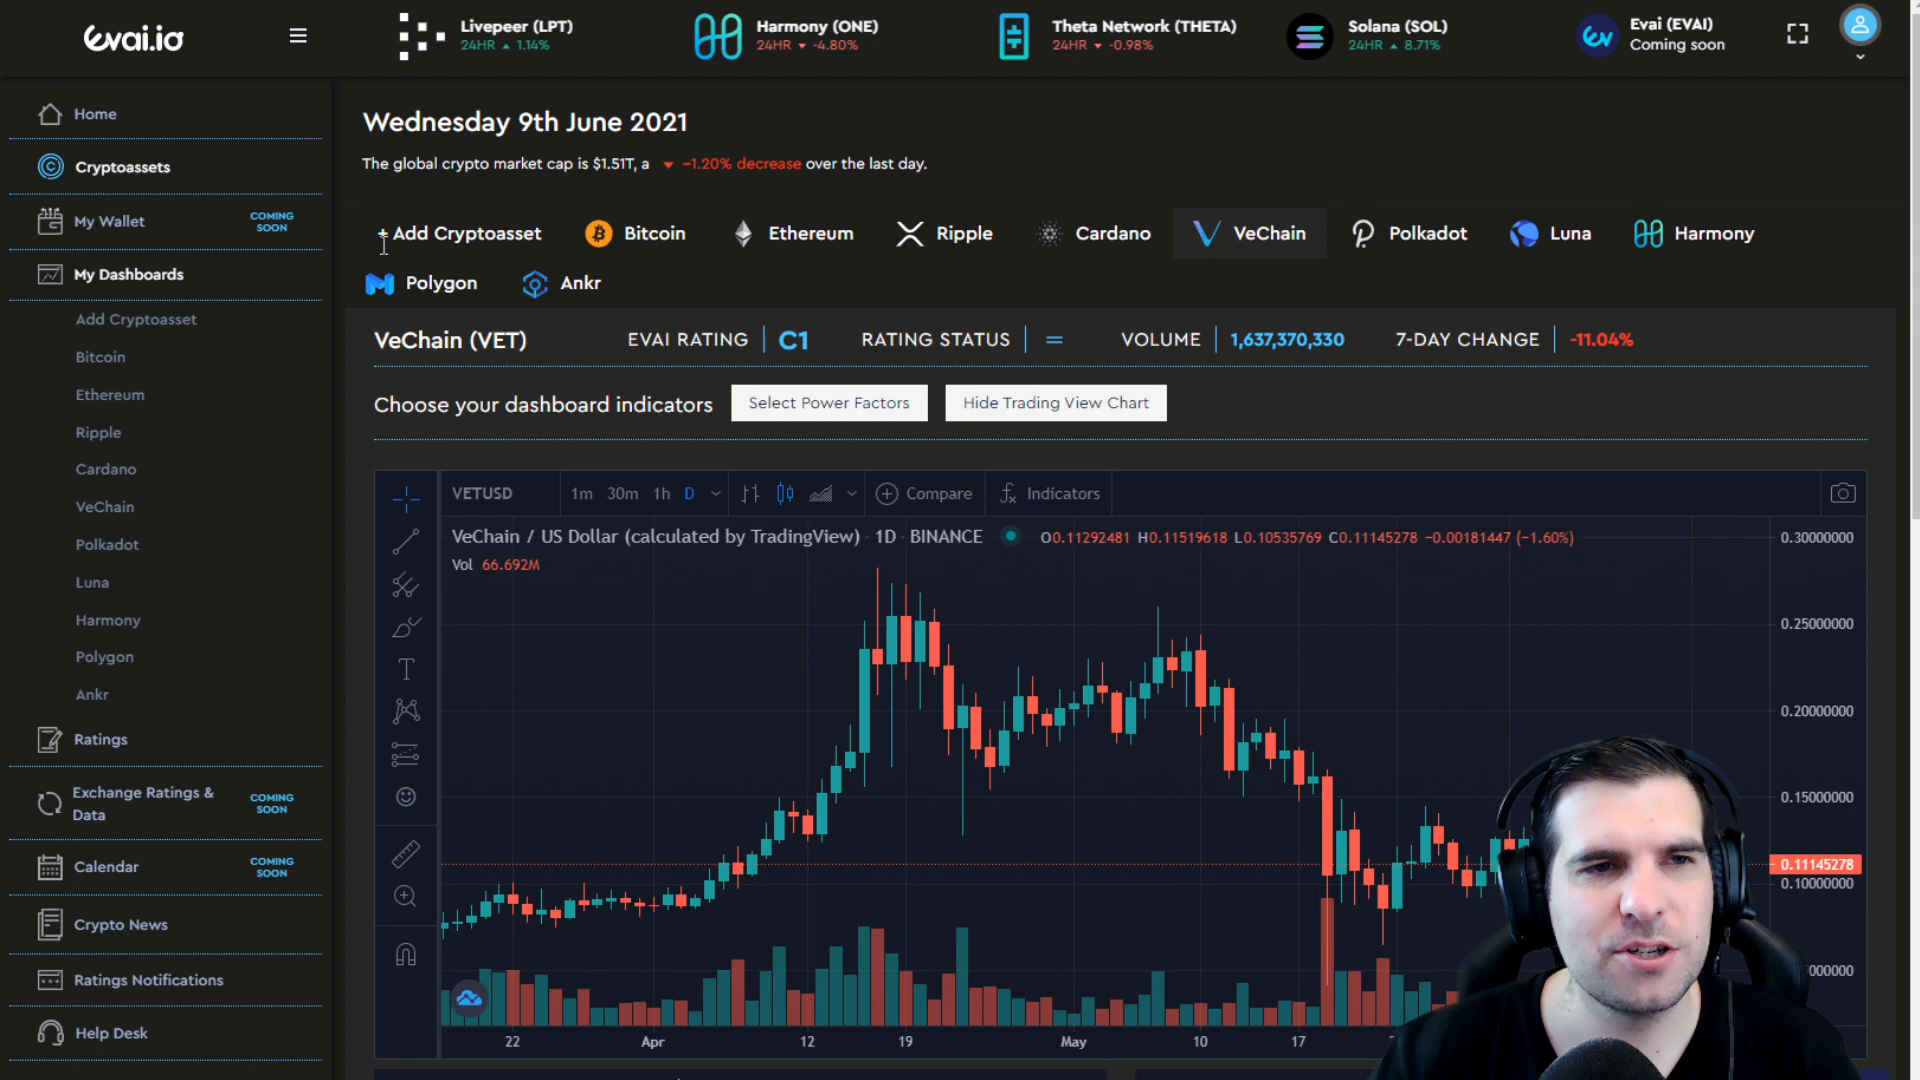 Evai.io
Livepeer (LPT)
24HR ▲ 1.14%
Harmony (ONE)
24HR ▼ -4.80%
Theta Network (THETA)
24HR ▼ -0.98%
Solana (SOL)
24HR ▲ 8.71%
Ev
Evai (EVAI)
Coming soon
Home
Cryptoassets
My Wallet
COMING SOON
My Dashboards
Add Cryptoasset
Bitcoin
Ethereum
Ripple
Cardano
VeChain
Polkadot
Luna
Harmony
Polygon
Ankr
Ratings
Exchange Ratings & Data
COMING SOON
Calendar
COMING SOON
Crypto News
Ratings Notifications
Help Desk
Wednesday 9th June 2021
The global crypto market cap is $1.51T, a ▼ -1.20% decrease over the last day.
+ Add Cryptoasset
Bitcoin
Ethereum
Ripple
Cardano
VeChain
Polkadot
Luna
Harmony
Polygon
Ankr
VeChain (VET)
EVAI RATING | C1
RATING STATUS | =
VOLUME | 1,637,370,330
7-DAY CHANGE | -11.04%
Choose your dashboard indicators
Select Power Factors
Hide Trading View Chart
VETUSD
1m 30m 1h D
Compare
Indicators
VeChain / US Dollar (calculated by TradingView) · 1D · BINANCE
O0.11292481 H0.11519618 L0.10535769 C0.11145278 −0.00181447 (−1.60%)
Vol 66.692M
0.30000000
0.25000000
0.20000000
0.15000000
0.11145278
0.10000000
22
Apr
12
19
May
10
17